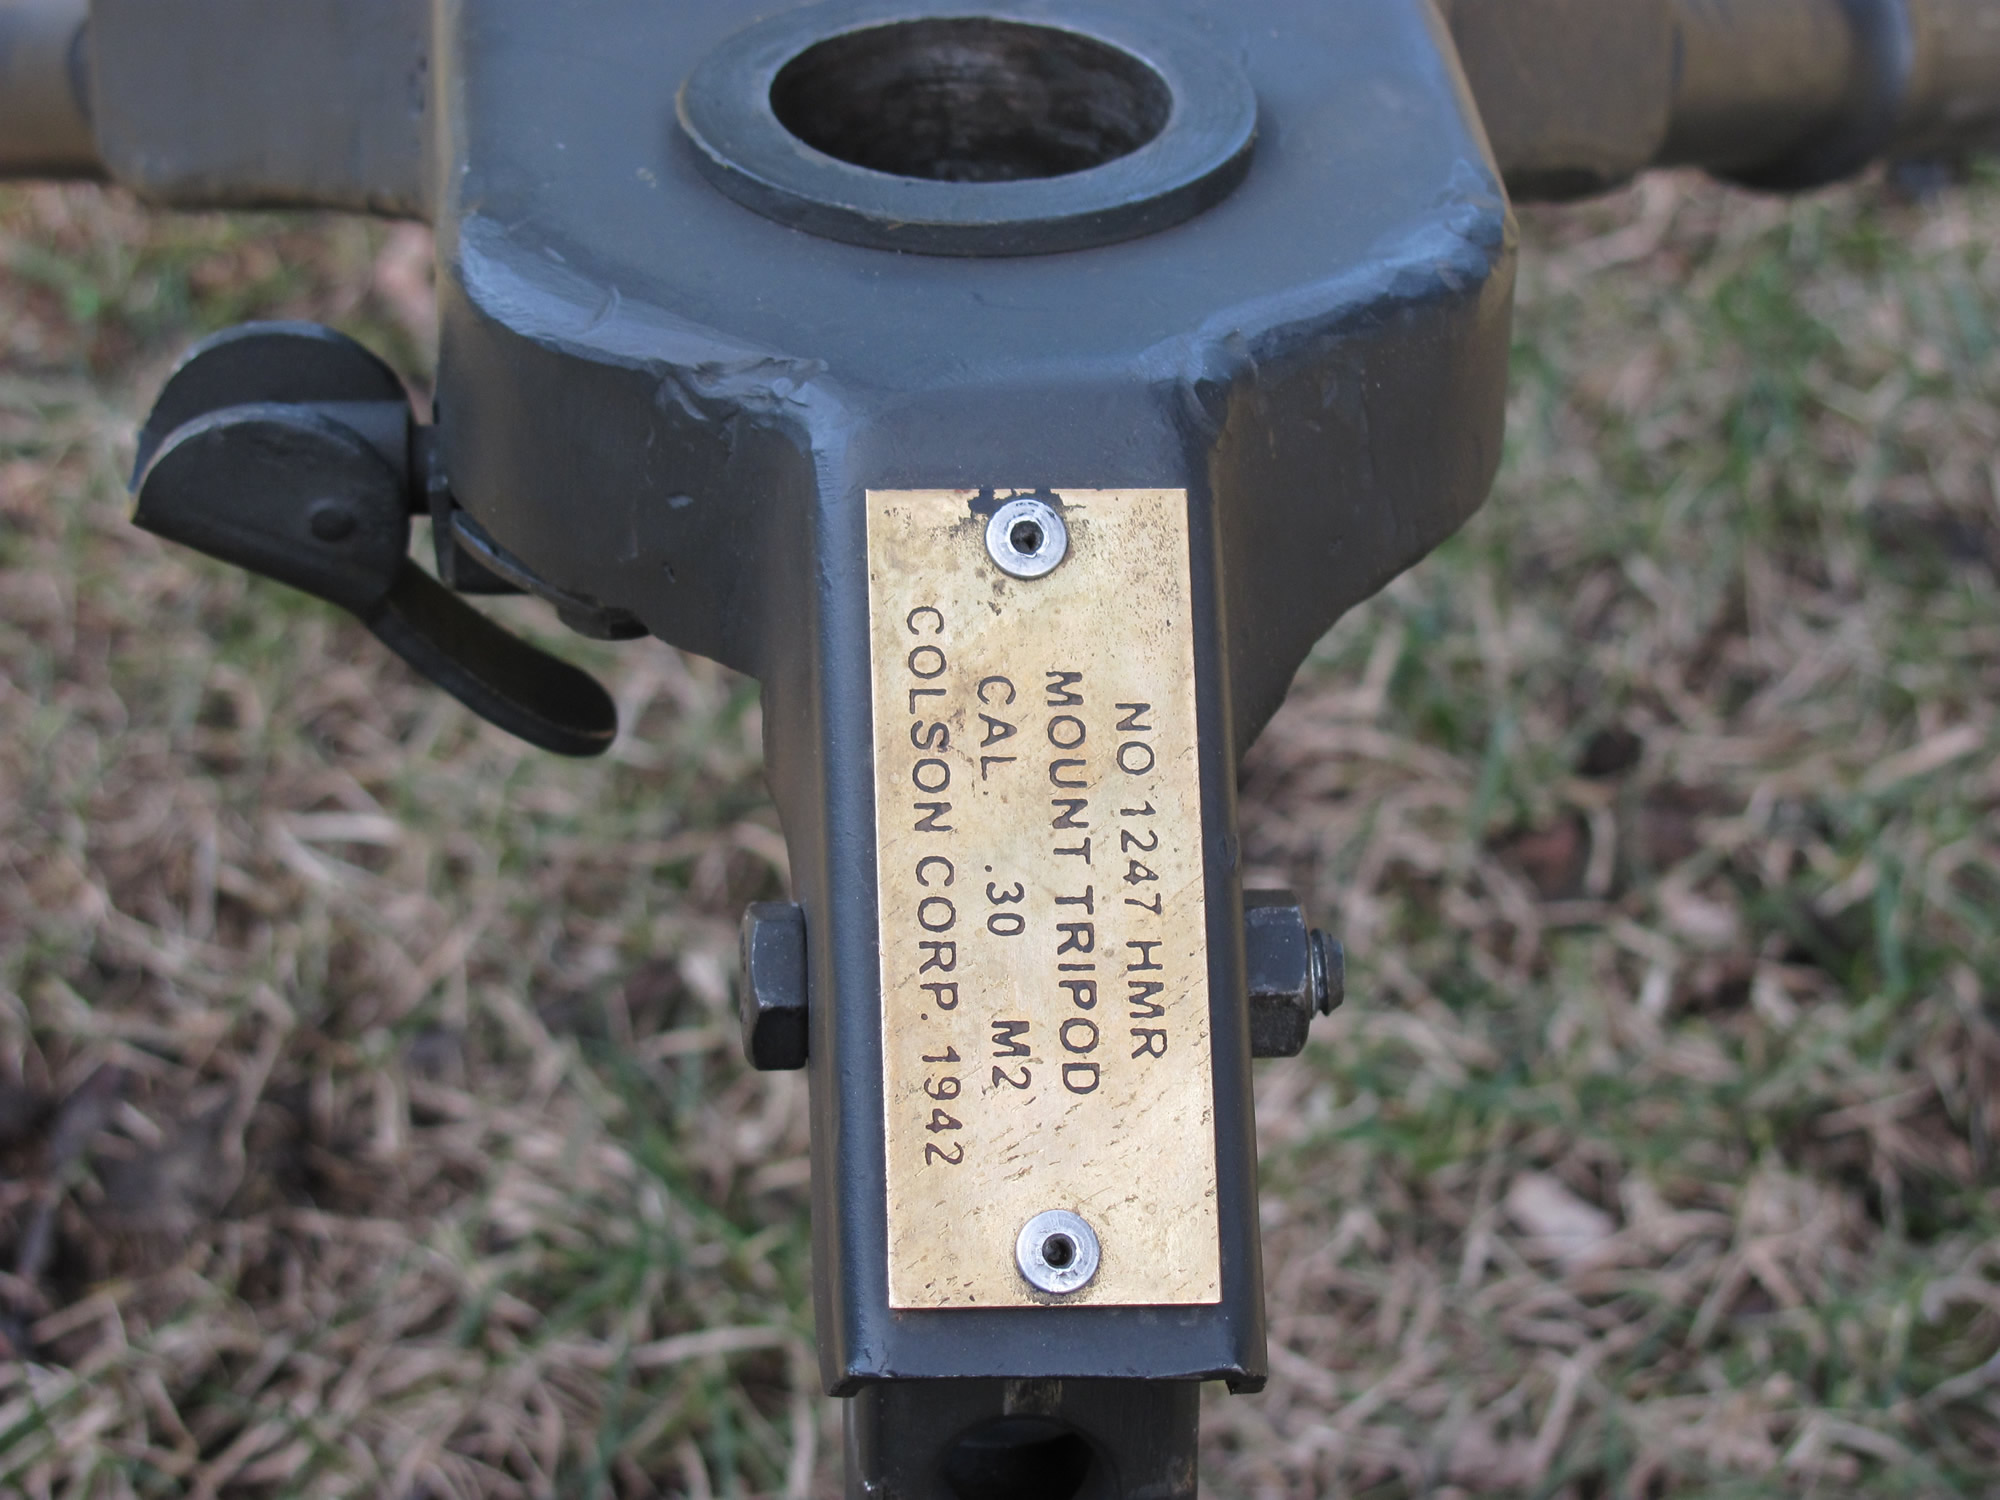 NO 1247 HMR
MOUNT TRIPOD
CAL. .30 M2
COLSON CORP. 1942